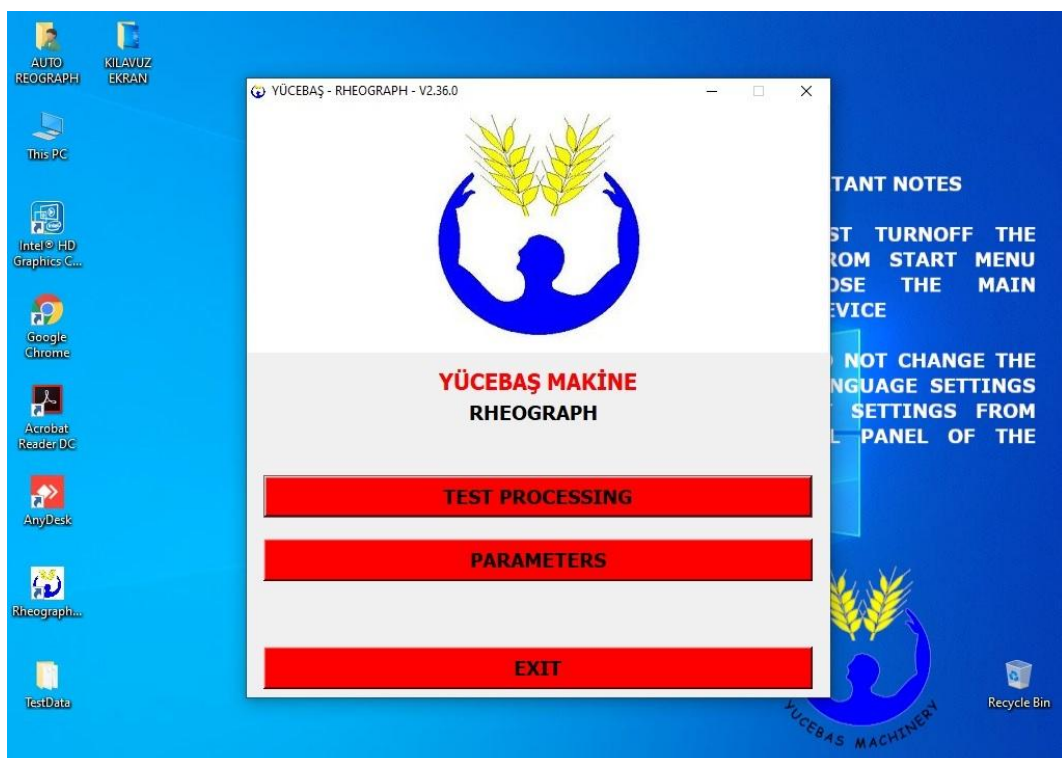 AUTO
REOGRAPH
KILAVUZ
EKRAN
This PC
Intel® HD
Graphics C...
Google
Chrome
Acrobat
Reader DC
AnyDesk
Rheograph...
TestData
YÜCEBAŞ - RHEOGRAPH - V2.36.0
YÜCEBAŞ MAKİNE
RHEOGRAPH
TEST PROCESSING
PARAMETERS
EXIT
TANT NOTES
ST TURNOFF THE
ROM START MENU
OSE THE MAIN
EVICE
NOT CHANGE THE
NGUAGE SETTINGS
SETTINGS FROM
L PANEL OF THE
YUCEBAS MACHINERY
Recycle Bin